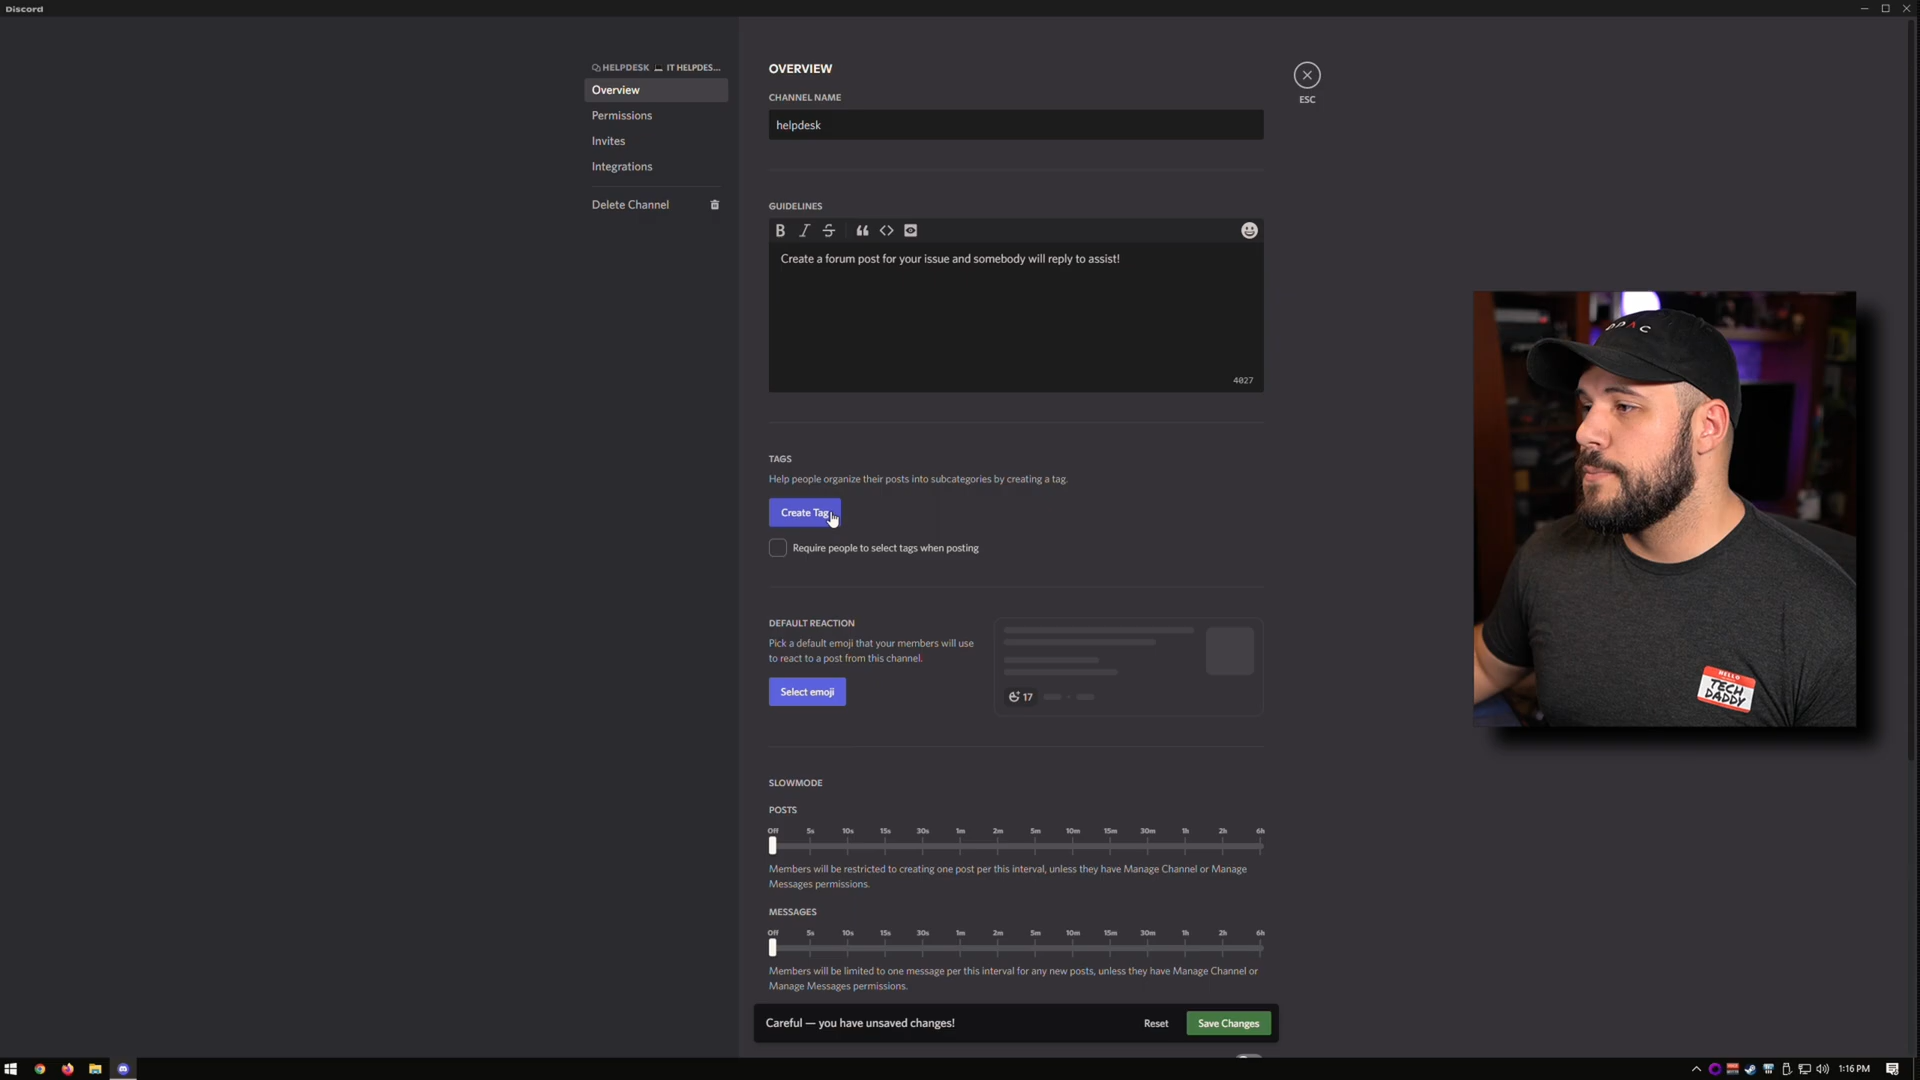 Discord
HELPDESK IT HELPDES...
Overview
Permissions
Invites
Integrations
Delete Channel
OVERVIEW
ESC
CHANNEL NAME
helpdesk
GUIDELINES
Create a forum post for your issue and somebody will reply to assist!
4027
TAGS
Help people organize their posts into subcategories by creating a tag.
Create Tag
Require people to select tags when posting
DEFAULT REACTION
Pick a default emoji that your members will use
to react to a post from this channel.
Select emoji
17
SLOWMODE
POSTS
Off 5s 10s 15s 30s 1m 2m 5m 10m 15m 30m 1h 2h 6h
Members will be restricted to creating one post per this interval, unless they have Manage Channel or Manage
Messages permissions.
MESSAGES
Off 5s 10s 15s 30s 1m 2m 5m 10m 15m 30m 1h 2h 6h
Members will be limited to one message per this interval for any new posts, unless they have Manage Channel or
Manage Messages permissions.
Careful — you have unsaved changes!
Reset
Save Changes
HELLO
TECH
DADDY
1:16 PM